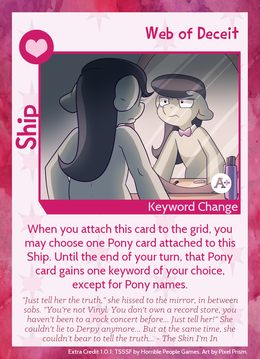 Web of Deceit
Ship
A+
Keyword Change
When you attach this card to the grid, you
may choose one Pony card attached to this
Ship. Until the end of your turn, that Pony
card gains one keyword of your choice,
except for Pony names.
"Just tell her the truth," she hissed to the mirror, in between
sobs. "You're not Vinyl. You don't own a record store, you
haven't been to a rock concert before... Just tell her!" She
couldn't lie to Derpy anymore... But at the same time, she
couldn't bear to tell the truth... – The Skin I'm In
Extra Credit 1.0.1; TSSSF by Horrible People Games. Art by Pixel Prism.